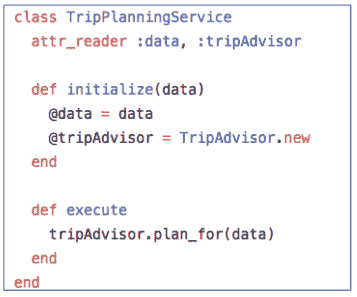 class TripPlanningService
  attr_reader :data, :tripAdvisor

  def initialize(data)
    @data = data
    @tripAdvisor = TripAdvisor.new
  end

  def execute
    tripAdvisor.plan_for(data)
  end
end